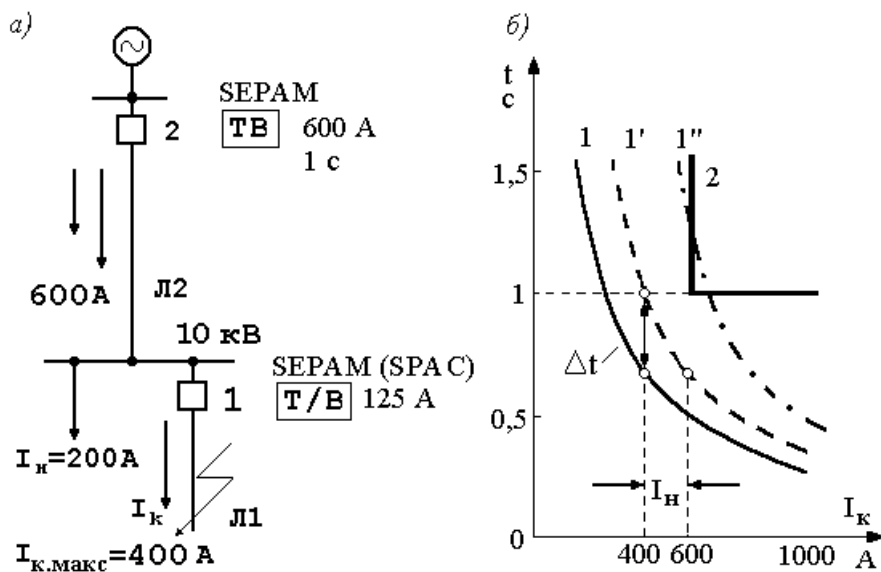 а)
SEPAM
2
ТВ 600 А
1 с
600А
Л2
10 кВ
SEPAM (SPAC)
1
Т/В 125 А
Iн=200А
Iк
Л1
Iк.макс=400 А
б)
t
с
1 1' 1"
2
1,5
1
Δt
0,5
Iн
Iк
0
400 600 1000 А